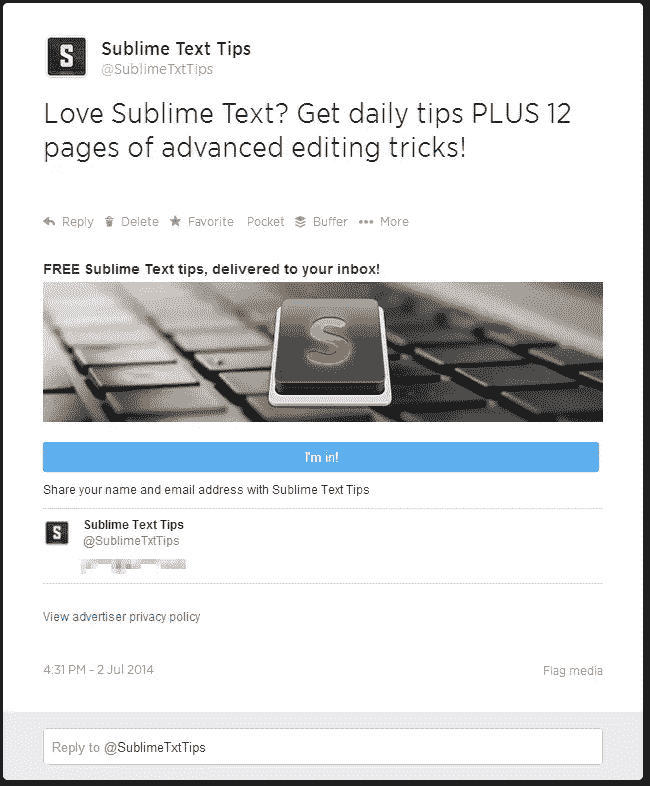 S
Sublime Text Tips
@SublimeTxtTips
Love Sublime Text? Get daily tips PLUS 12
pages of advanced editing tricks!
Reply Delete Favorite Pocket Buffer More
FREE Sublime Text tips, delivered to your inbox!
S
I'm in!
Share your name and email address with Sublime Text Tips
S
Sublime Text Tips
@SublimeTxtTips
View advertiser privacy policy
4:31 PM - 2 Jul 2014 Flag media
Reply to @SublimeTxtTips